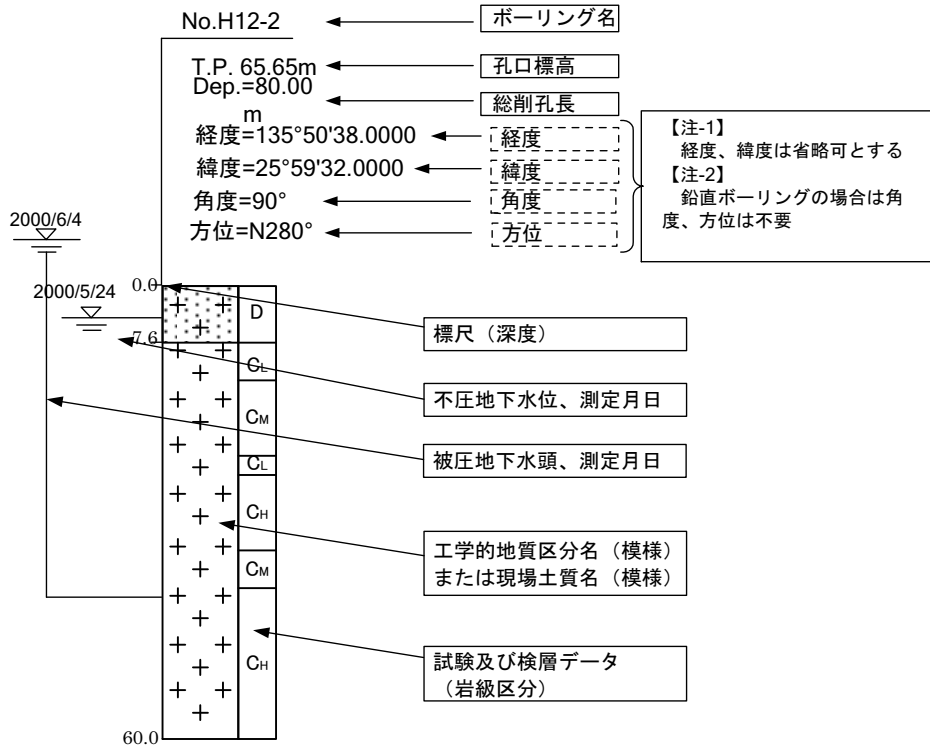 No.H12-2
ボーリング名
T.P. 65.65m
孔口標高
Dep.=80.00
m
総削孔長
経度=135°50'38.0000
経度
緯度=25°59'32.0000
緯度
角度=90°
角度
方位=N280°
方位
【注-1】
経度、緯度は省略可とする
【注-2】
鉛直ボーリングの場合は角
度、方位は不要
2000/6/4
2000/5/24
0.0
7.6
60.0
D
CL
CM
CL
CH
CM
CH
標尺（深度）
不圧地下水位、測定月日
被圧地下水頭、測定月日
工学的地質区分名（模様）
または現場土質名（模様）
試験及び検層データ
（岩級区分）